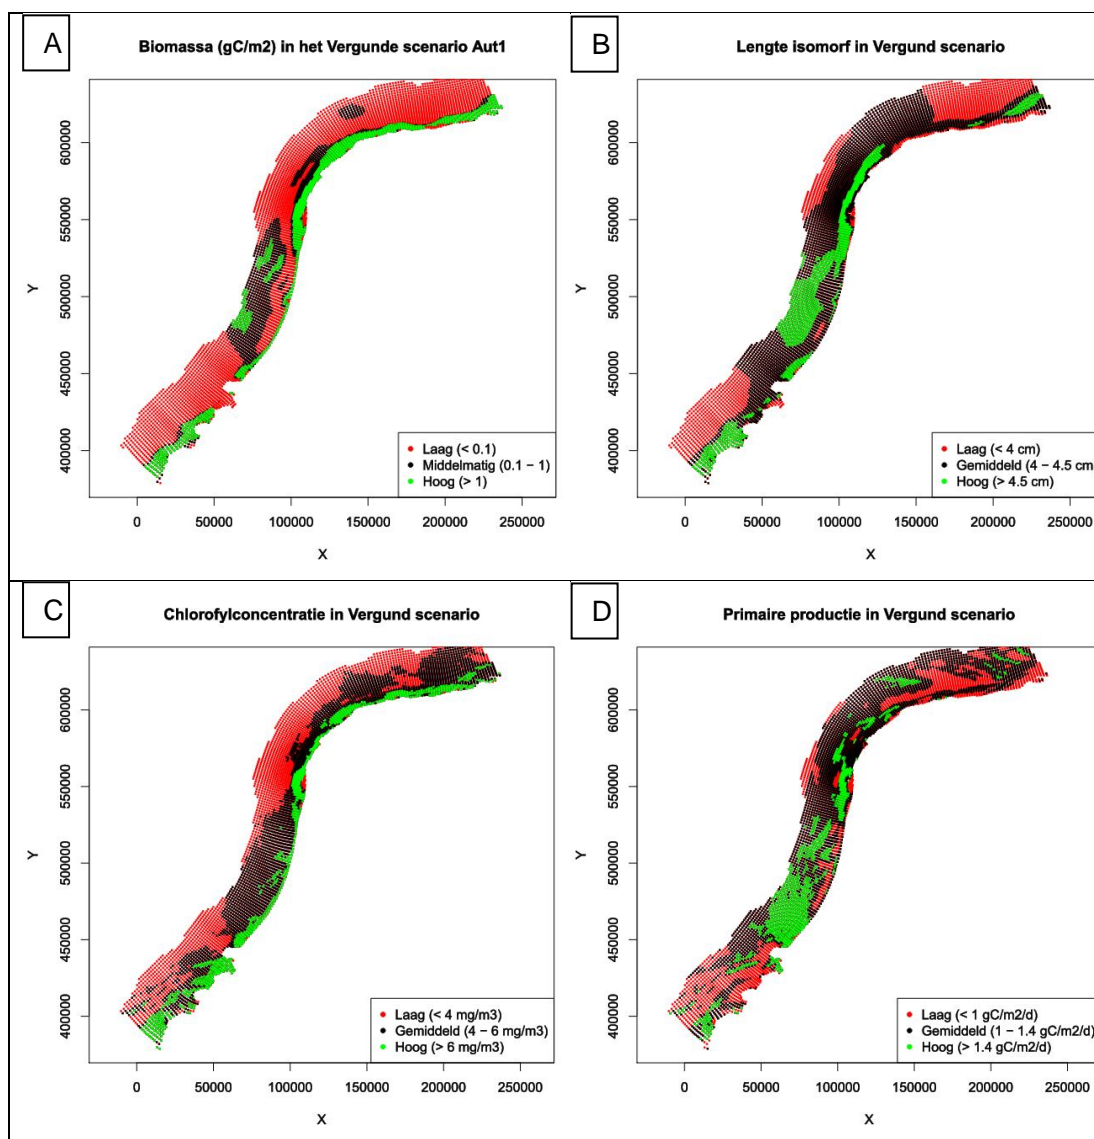 A
Biomassa (gC/m2) in het Vergunde scenario Aut1
Y
400000
450000
500000
550000
600000
Laag (< 0.1)
Middelmatig (0.1 − 1)
Hoog (> 1)
0 50000 100000 150000 200000 250000
X
B
Lengte isomorf in Vergund scenario
Y
400000
450000
500000
550000
600000
Laag (< 4 cm)
Gemiddeld (4 − 4.5 cm
Hoog (> 4.5 cm)
0 50000 100000 150000 200000 250000
X
C
Chlorofylconcentratie in Vergund scenario
Y
400000
450000
500000
550000
600000
Laag (< 4 mg/m3)
Gemiddeld (4 − 6 mg/m3)
Hoog (> 6 mg/m3)
0 50000 100000 150000 200000 250000
X
D
Primaire productie in Vergund scenario
Y
400000
450000
500000
550000
600000
Laag (< 1 gC/m2/d)
Gemiddeld (1 − 1.4 gC/m2/d)
Hoog (> 1.4 gC/m2/d)
0 50000 100000 150000 200000 250000
X